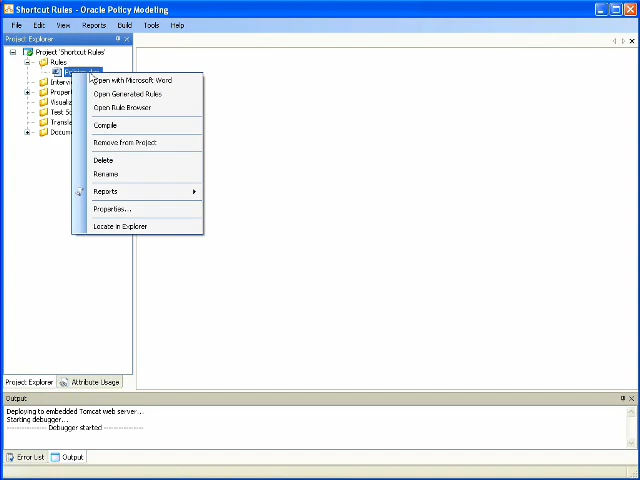 Shortcut Rules - Oracle Policy Modeling
File Edit View Reports Build Tools Help
Project Explorer
Project 'Shortcut Rules'
Rules
Open with Microsoft Word
Open Generated Rules
Open Rule Browser
Compile
Remove from Project
Delete
Rename
Reports
Properties...
Locate in Explorer
Project Explorer Attribute Usage
Output
Deploying to embedded Tomcat web server...
Starting debugger...
--------------- Debugger started ---------------
Error List Output